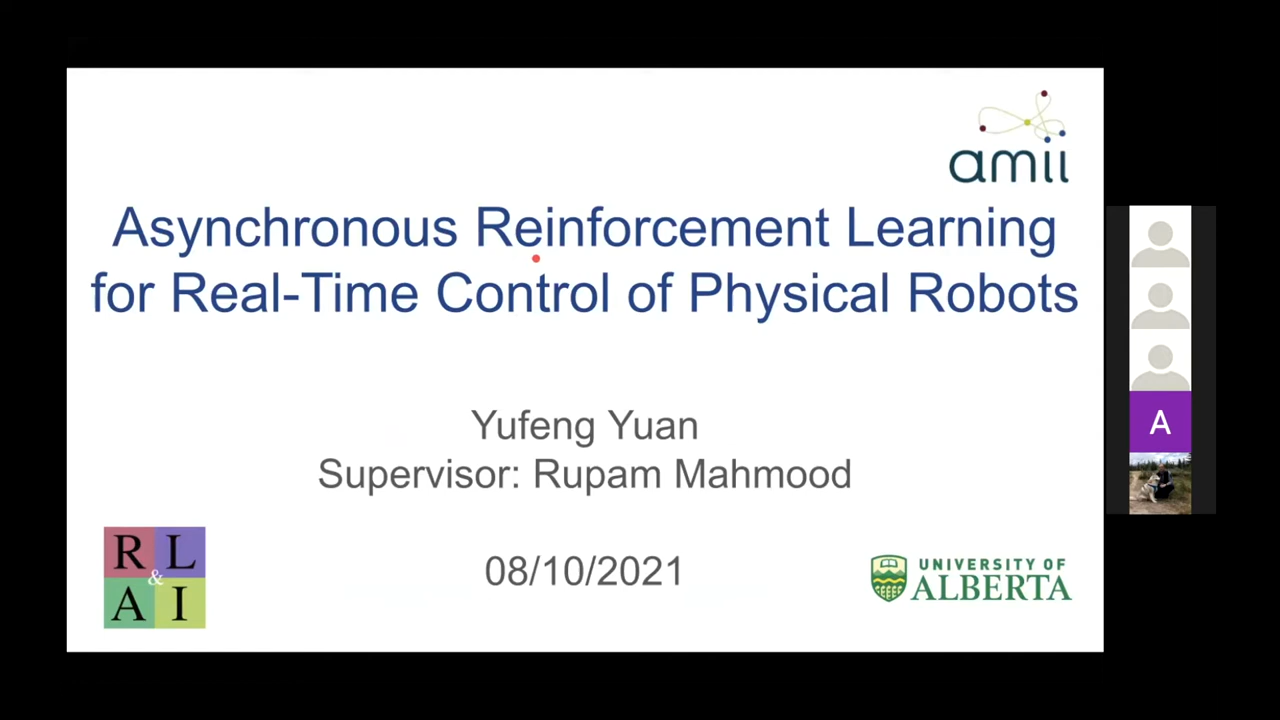 amii
Asynchronous Reinforcement Learning
for Real-Time Control of Physical Robots
Yufeng Yuan
Supervisor: Rupam Mahmood
08/10/2021
R L
&
A I
UNIVERSITY OF
ALBERTA
A